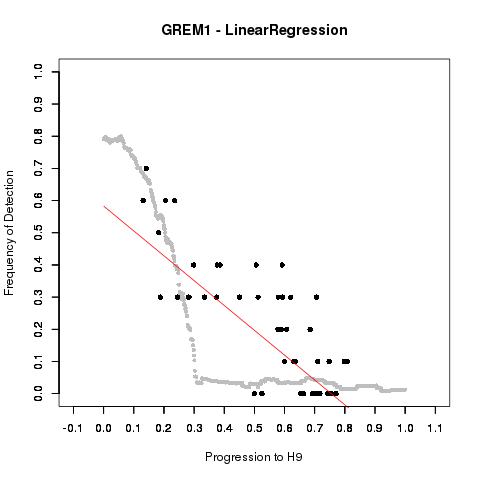 GREM1 - LinearRegression
Frequency of Detection
1.0
0.9
0.8
0.7
0.6
0.5
0.4
0.3
0.2
0.1
0.0
-0.1 0.0 0.1 0.2 0.3 0.4 0.5 0.6 0.7 0.8 0.9 1.0 1.1
Progression to H9